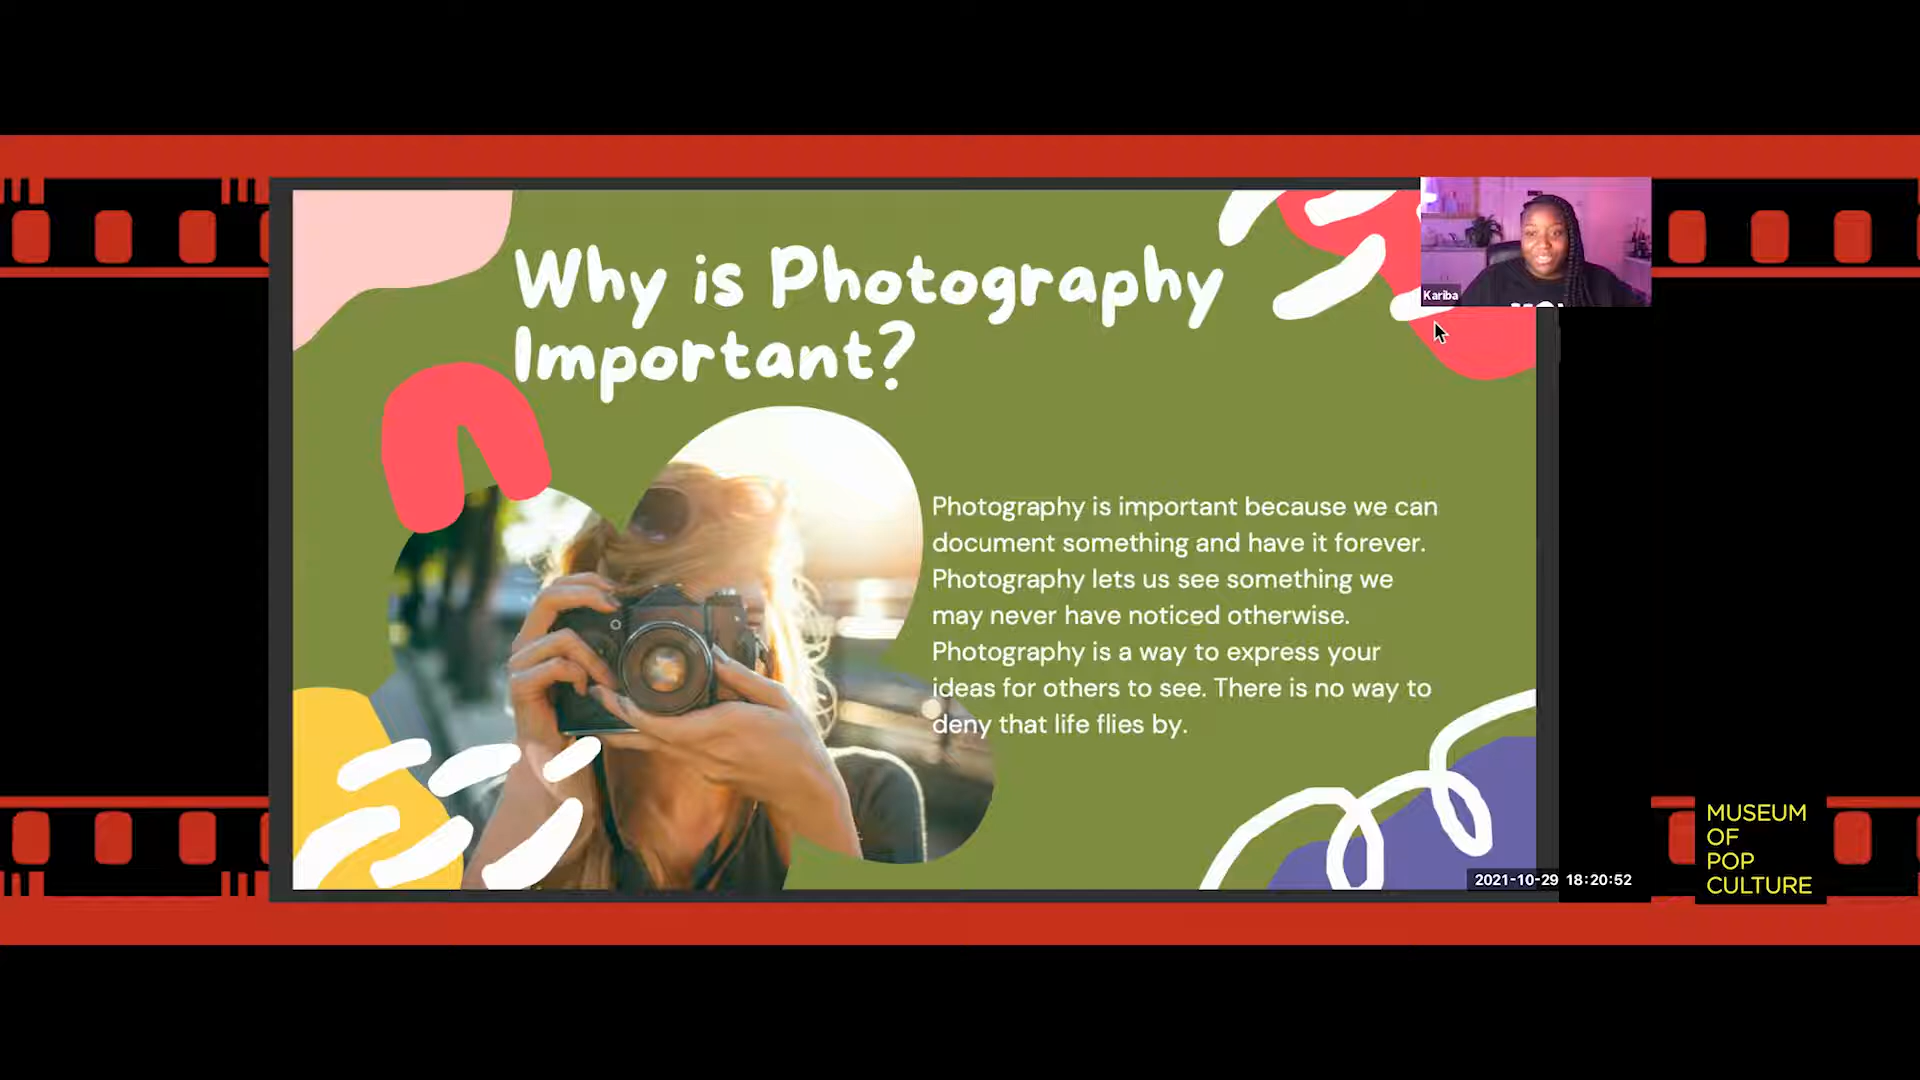 Why is Photography
Important?
Kariba
Photography is important because we can
document something and have it forever.
Photography lets us see something we
may never have noticed otherwise.
Photography is a way to express your
ideas for others to see. There is no way to
deny that life flies by.
2021-10-29 18:20:52
MUSEUM
OF
POP
CULTURE